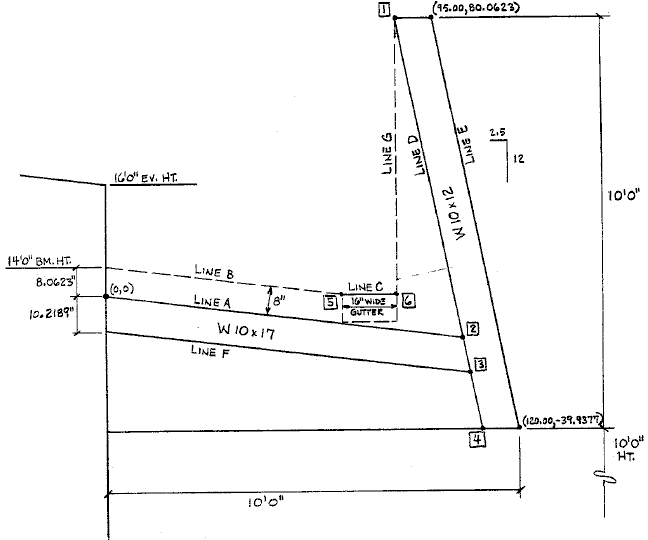 1
(95.00,80.0623)
LINE G
LINE D
LINE E
2.5
12
16'0" EV. HT.
W10x12
10'0"
14'0" BM. HT.
LINE B
8.0623"
LINE C
(0,0)
LINE A
8"
5
16" WIDE
6
GUTTER
10.2189"
W10x17
2
LINE F
3
(120.00,-39.9377)
4
10'0"
HT.
10'0"